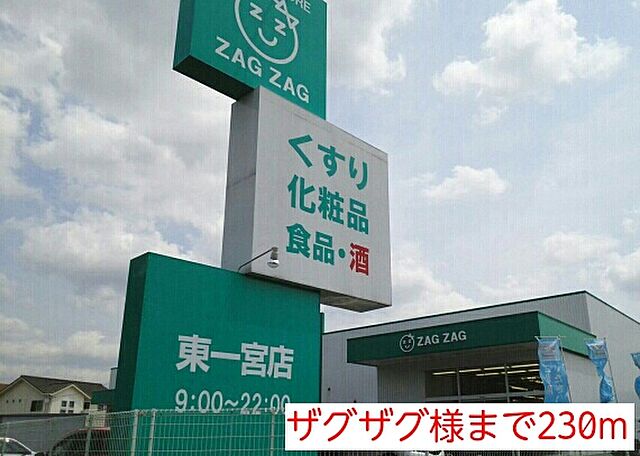 ZAG ZAG
くすり
化粧品
食品・酒
ZAG ZAG
東一宮店
9:00～22:00
ザグザグ様まで230m